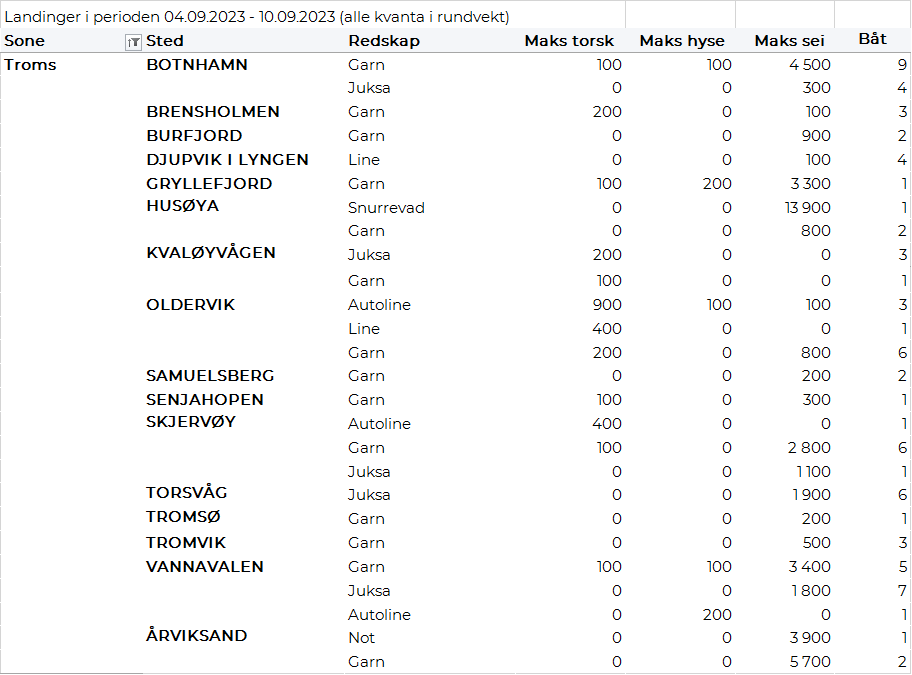 Landinger i perioden 04.09.2023 - 10.09.2023 (alle kvanta i rundvekt)
Sone Sted Redskap Maks torsk Maks hyse Maks sei Båt
Troms BOTNHAMN Garn 100 100 4 500 9
Juksa 0 0 300 4
BRENSHOLMEN Garn 200 0 100 3
BURFJORD Garn 0 0 900 2
DJUPVIK I LYNGEN Line 0 0 100 4
GRYLLEFJORD Garn 100 200 3 300 1
HUSØYA Snurrevad 0 0 13 900 1
Garn 0 0 800 2
KVALØYVÅGEN Juksa 200 0 0 3
Garn 100 0 0 1
OLDERVIK Autoline 900 100 100 3
Line 400 0 0 1
Garn 200 0 800 6
SAMUELSBERG Garn 0 0 200 2
SENJAHOPEN Garn 100 0 300 1
SKJERVØY Autoline 400 0 0 1
Garn 100 0 2 800 6
Juksa 0 0 1 100 1
TORSVÅG Juksa 0 0 1 900 6
TROMSØ Garn 0 0 200 1
TROMVIK Garn 0 0 500 3
VANNAVALEN Garn 100 100 3 400 5
Juksa 0 0 1 800 7
Autoline 0 200 0 1
ÅRVIKSAND Not 0 0 3 900 1
Garn 0 0 5 700 2